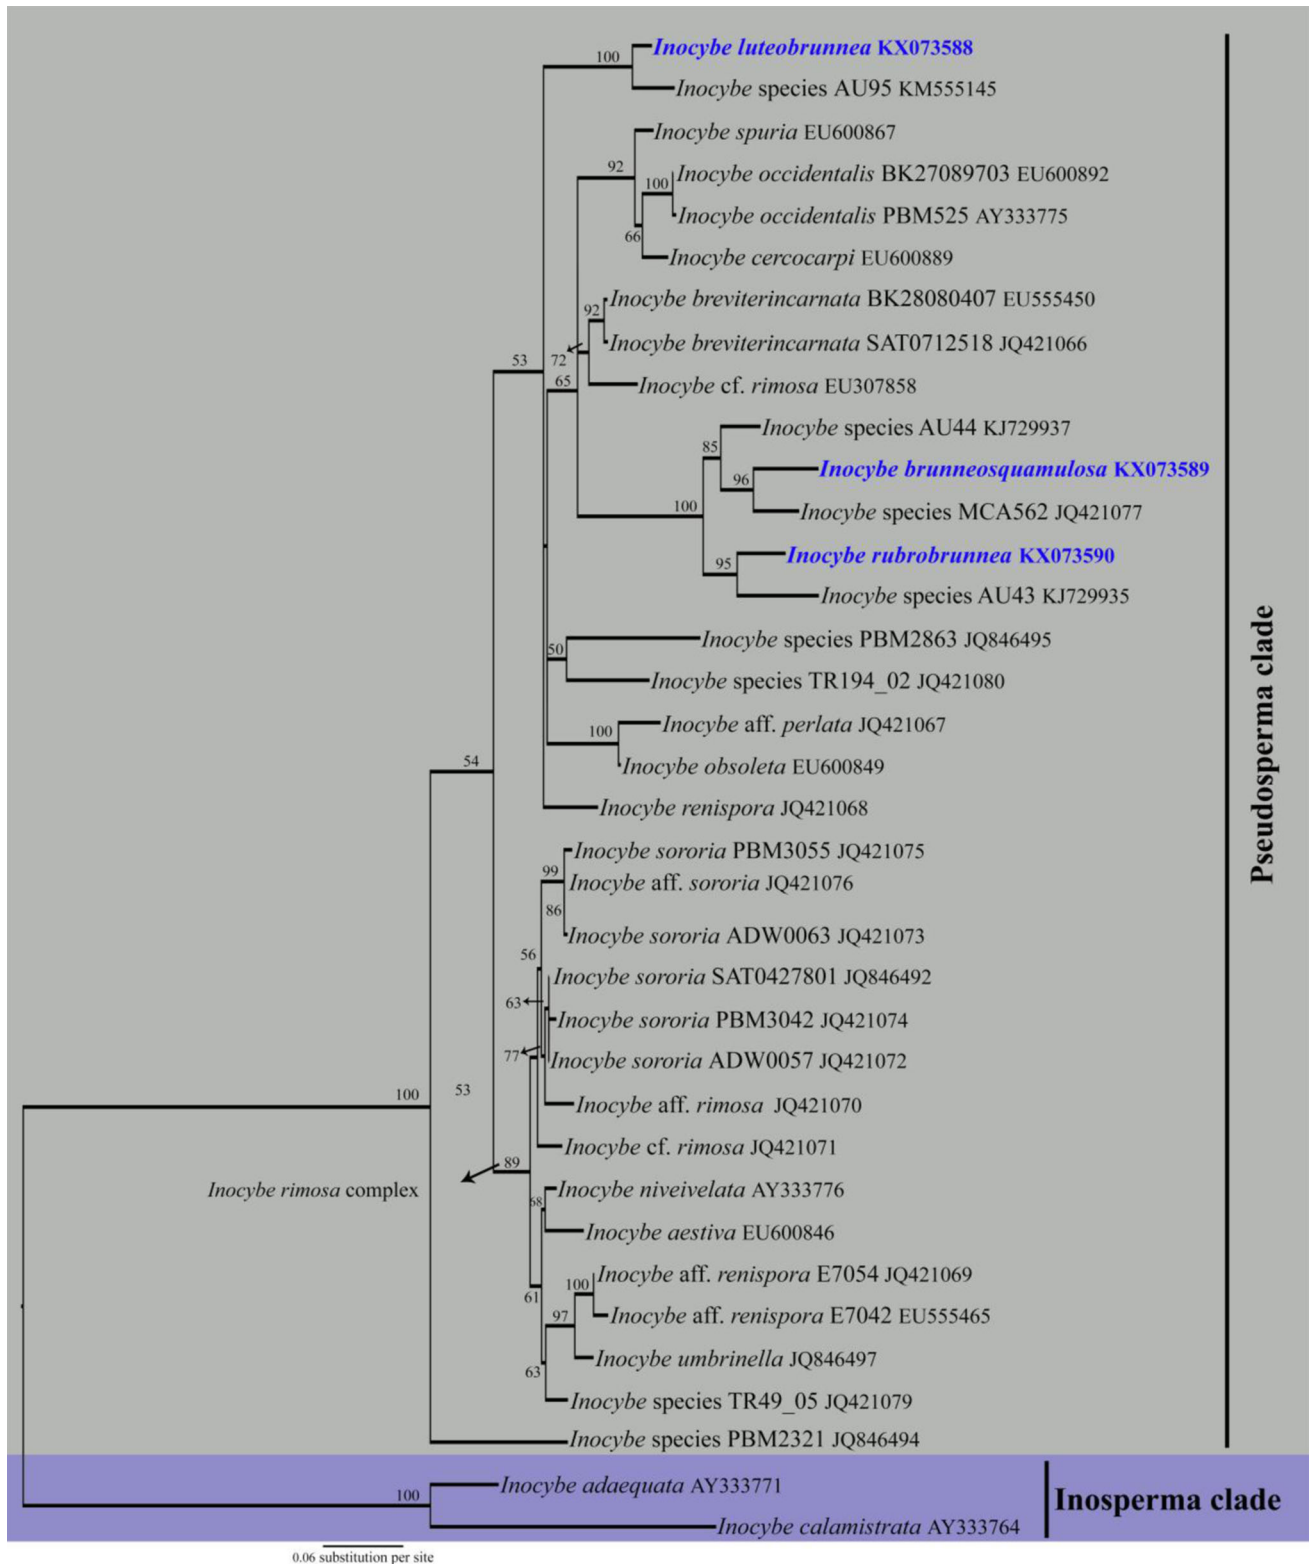 Inocybe luteobrunnea KX073588
100
Inocybe species AU95 KM555145
Inocybe spuria EU600867
92
Inocybe occidentalis BK27089703 EU600892
100
Inocybe occidentalis PBM525 AY333775
66
Inocybe cercocarpi EU600889
Inocybe breviterincarnata BK28080407 EU555450
92
Inocybe breviterincarnata SAT0712518 JQ421066
53
72
65
Inocybe cf. rimosa EU307858
Inocybe species AU44 KJ729937
85
Inocybe brunneosquamulosa KX073589
96
100
Inocybe species MCA562 JQ421077
Inocybe rubrobrunnea KX073590
95
Inocybe species AU43 KJ729935
Inocybe species PBM2863 JQ846495
50
Inocybe species TR194_02 JQ421080
Inocybe aff. perlata JQ421067
100
Inocybe obsoleta EU600849
54
Inocybe renispora JQ421068
Pseudosperma clade
Inocybe sororia PBM3055 JQ421075
99
Inocybe aff. sororia JQ421076
86
Inocybe sororia ADW0063 JQ421073
56
Inocybe sororia SAT0427801 JQ846492
63
Inocybe sororia PBM3042 JQ421074
77
Inocybe sororia ADW0057 JQ421072
100
53
Inocybe aff. rimosa JQ421070
Inocybe cf. rimosa JQ421071
89
Inocybe rimosa complex
Inocybe niveivelata AY333776
68
Inocybe aestiva EU600846
Inocybe aff. renispora E7054 JQ421069
100
61
Inocybe aff. renispora E7042 EU555465
97
Inocybe umbrinella JQ846497
63
Inocybe species TR49_05 JQ421079
Inocybe species PBM2321 JQ846494
Inocybe adaequata AY333771
100
Inosperma clade
Inocybe calamistrata AY333764
0.06 substitution per site